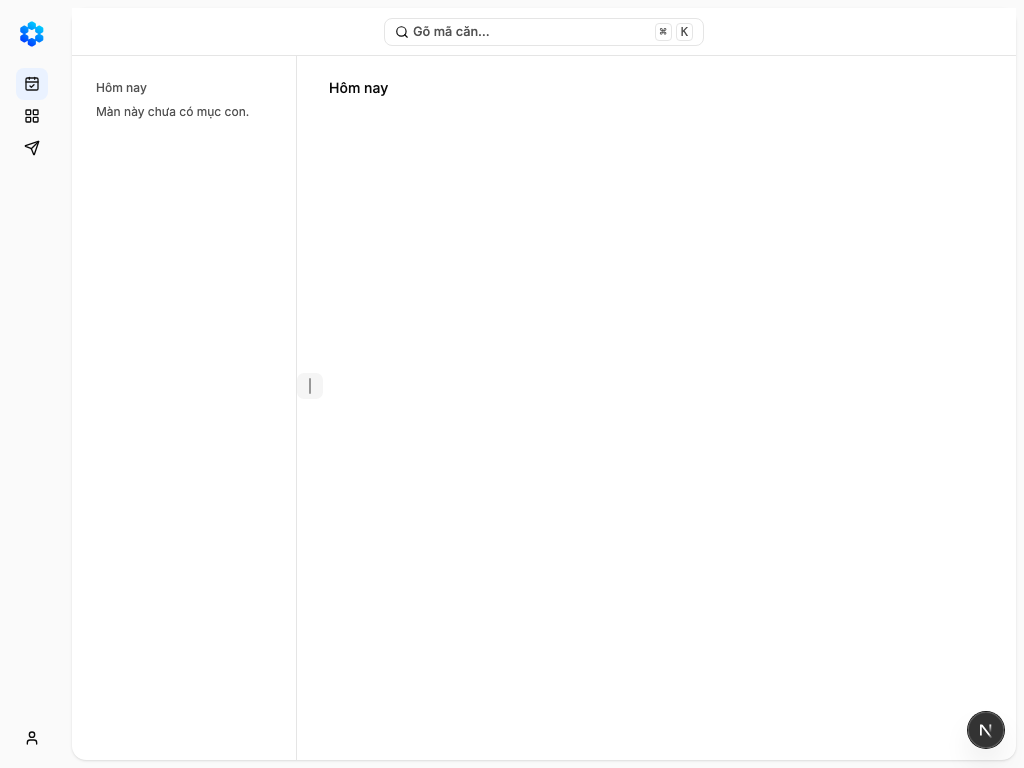 Gõ mã căn...
⌘ K
Hôm nay
Màn này chưa có mục con.
Hôm nay
N